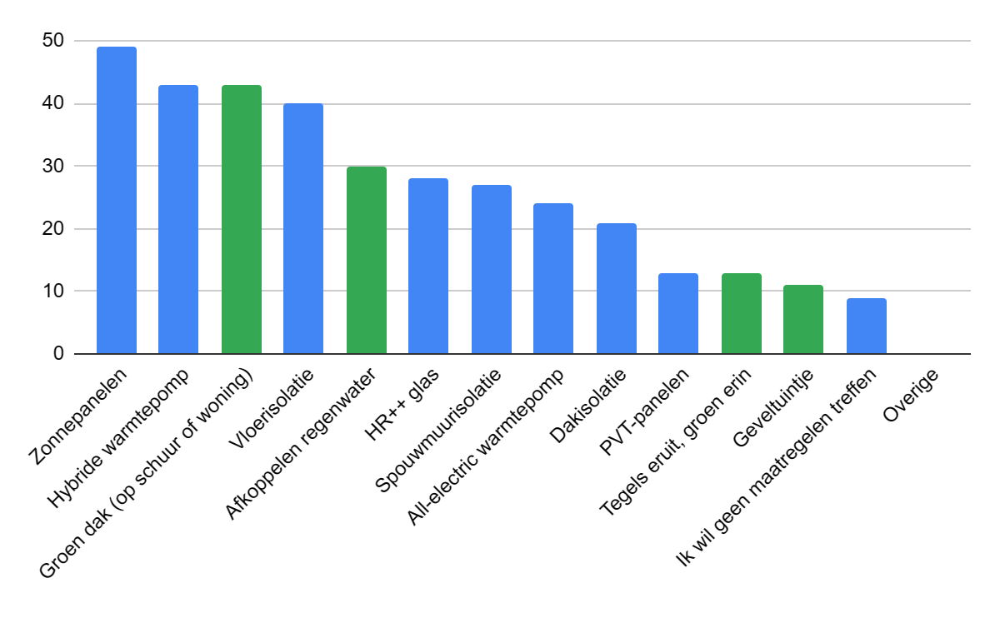 50
40
30
20
10
0
Zonnepanelen
Hybride warmtepomp
Groen dak (op schuur of woning)
Vloerisolatie
Afkoppelen regenwater
HR++ glas
Spouwmuurisolatie
All-electric warmtepomp
Dakisolatie
PVT-panelen
Tegels eruit, groen erin
Geveltuintje
Ik wil geen maatregelen treffen
Overige